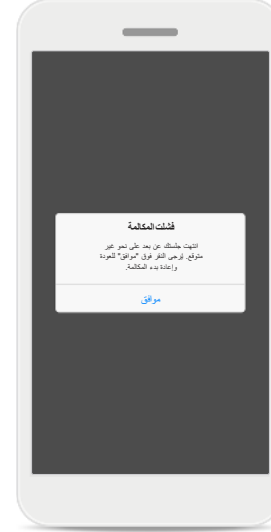 فشلت المكالمة
انتهت جلستك عن بعد على نحو غير
متوقع. يُرجى النقر فوق "موافق" للعودة
وإعادة بدء المكالمة.
موافق